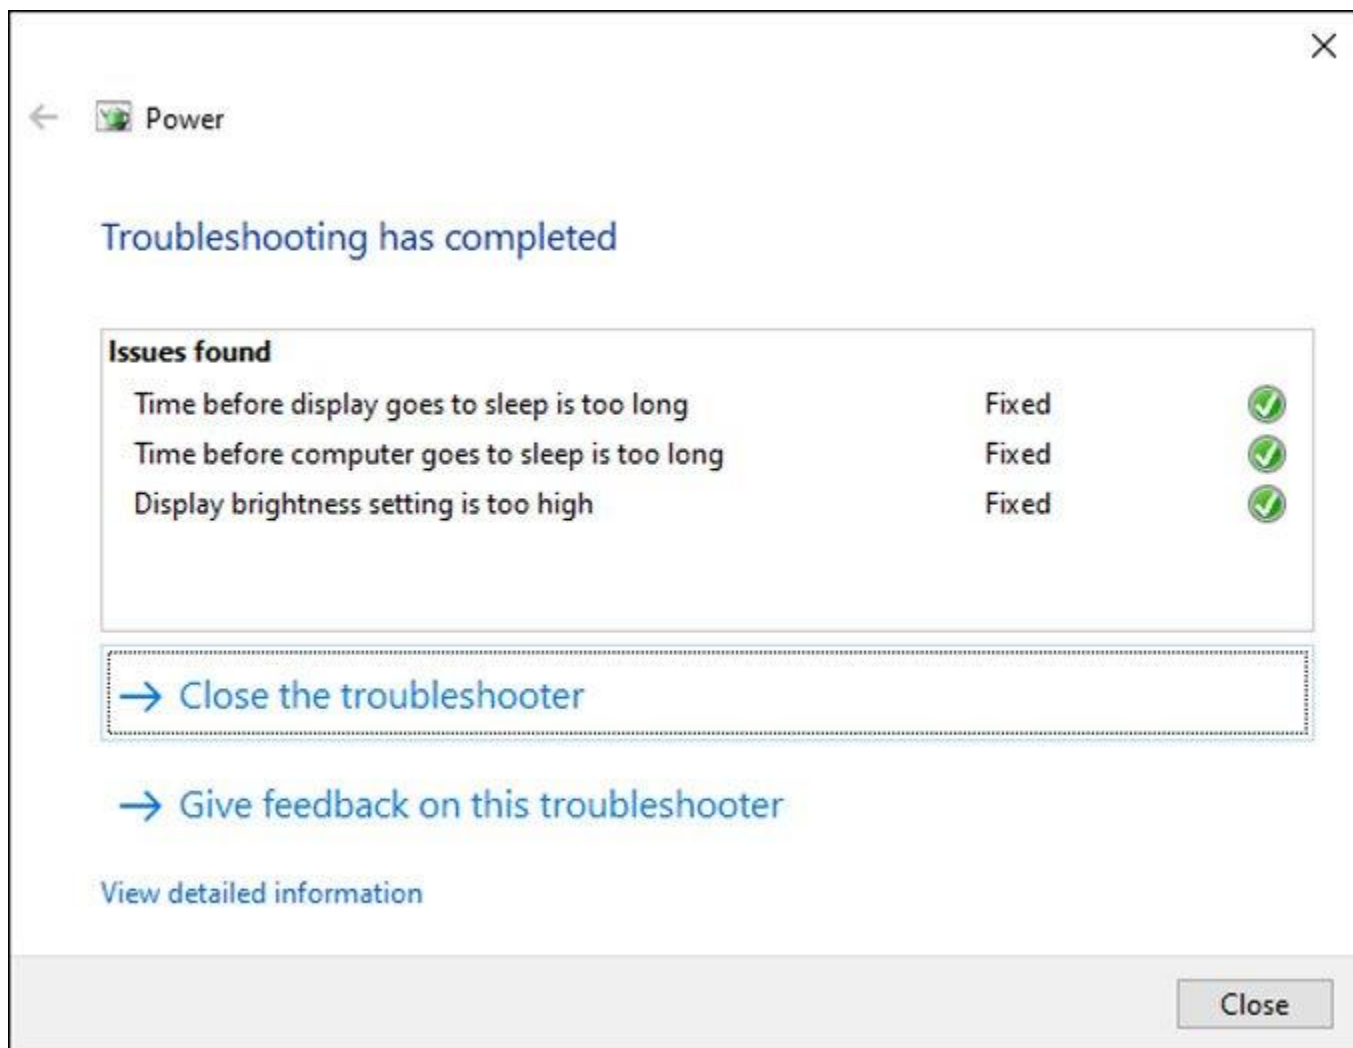 Power
Troubleshooting has completed
Issues found
Time before display goes to sleep is too long Fixed
Time before computer goes to sleep is too long Fixed
Display brightness setting is too high Fixed
Close the troubleshooter
Give feedback on this troubleshooter
View detailed information
Close